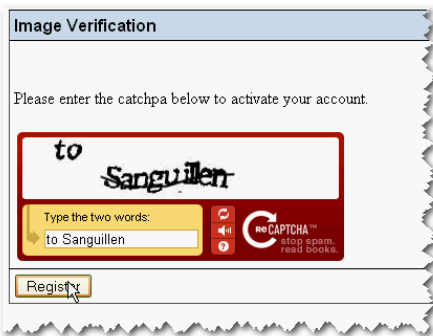 Image Verification
Please enter the catchpa below to activate your account.
to
Sanguillen
Type the two words:
to Sanguillen
reCAPTCHA™
stop spam.
read books.
Register